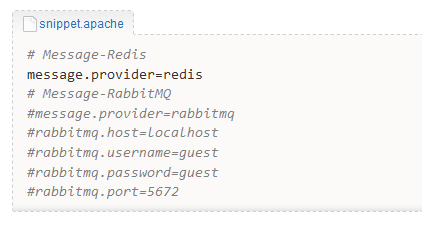 snippet.apache
# Message-Redis
message.provider=redis
# Message-RabbitMQ
#message.provider=rabbitmq
#rabbitmq.host=localhost
#rabbitmq.username=guest
#rabbitmq.password=guest
#rabbitmq.port=5672